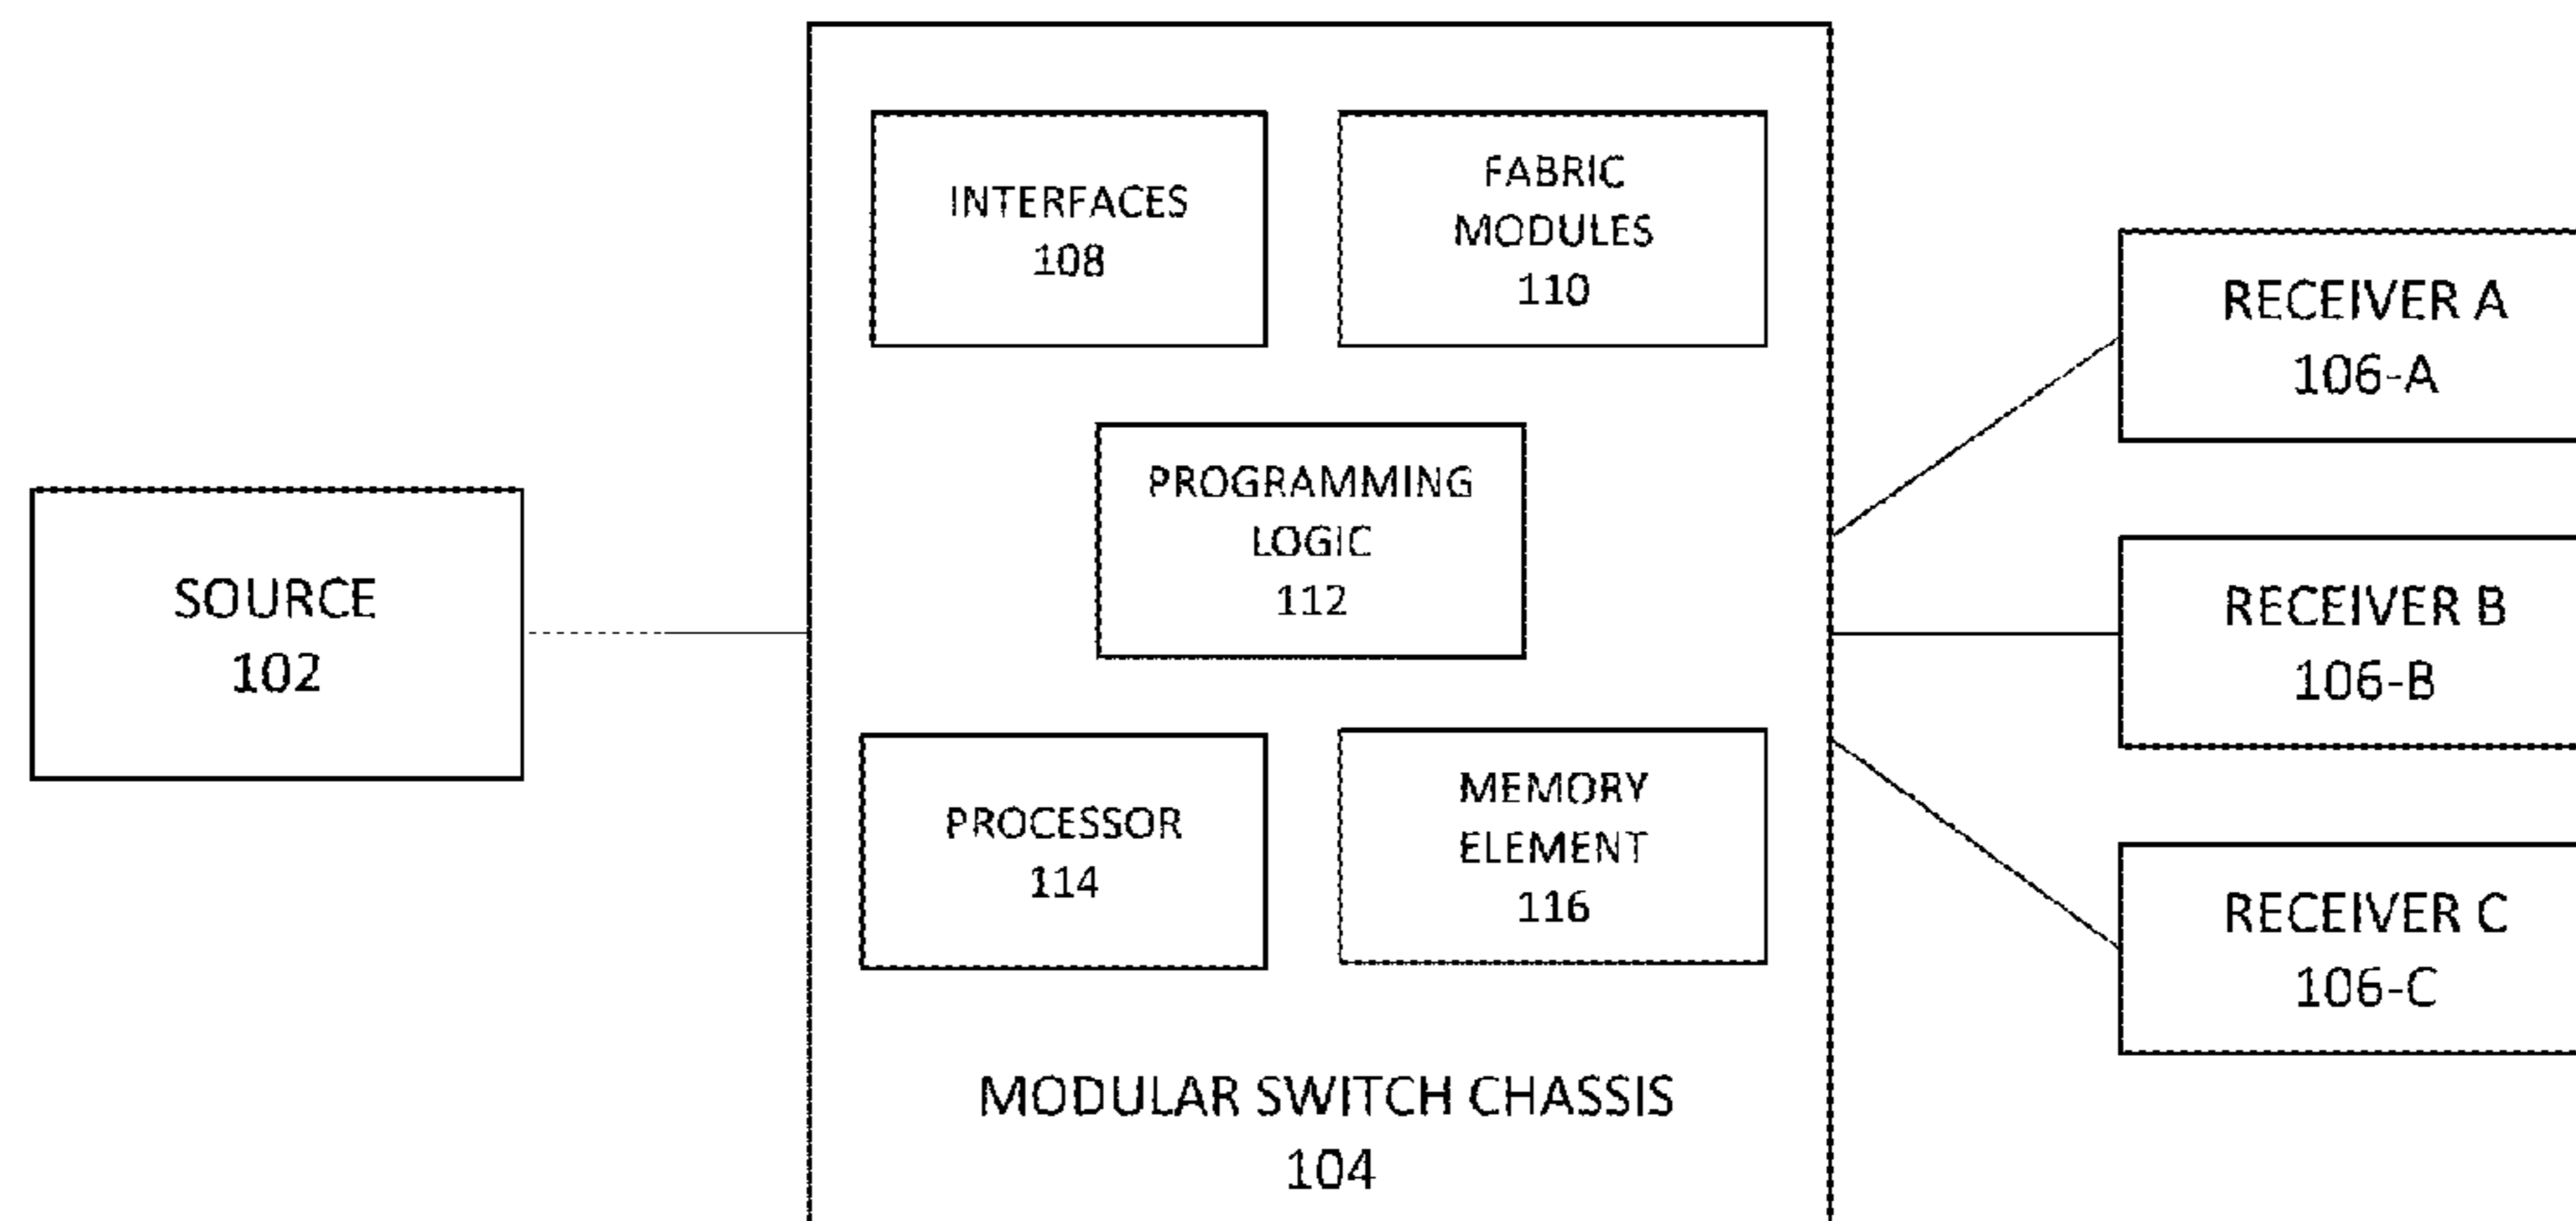 SOURCE
102
INTERFACES
108
FABRIC
MODULES
110
PROGRAMMING
LOGIC
112
PROCESSOR
114
MEMORY
ELEMENT
116
MODULAR SWITCH CHASSIS
104
RECEIVER A
106-A
RECEIVER B
106-B
RECEIVER C
106-C